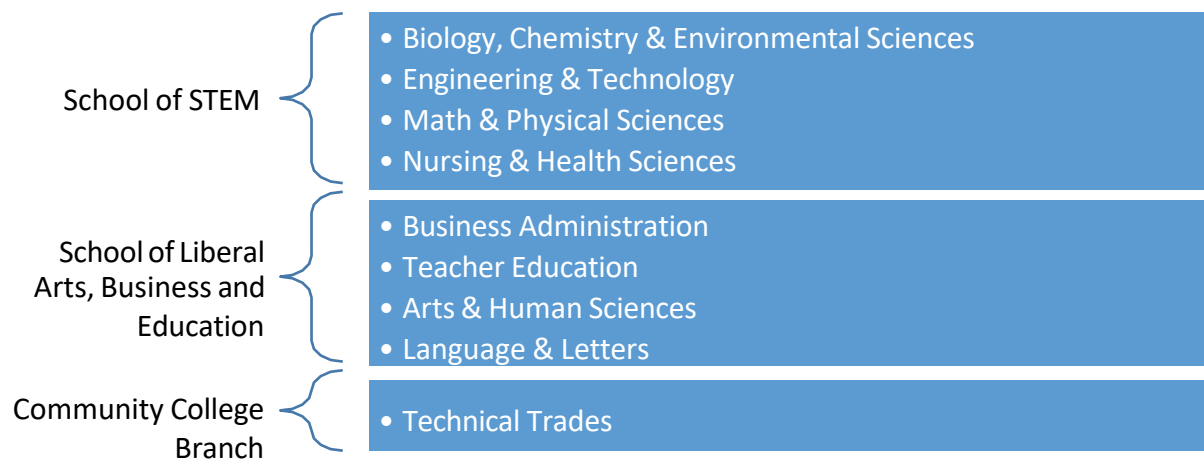 School of STEM
• Biology, Chemistry & Environmental Sciences
• Engineering & Technology
• Math & Physical Sciences
• Nursing & Health Sciences
School of Liberal
Arts, Business and
Education
• Business Administration
• Teacher Education
• Arts & Human Sciences
• Language & Letters
Community College
Branch
• Technical Trades